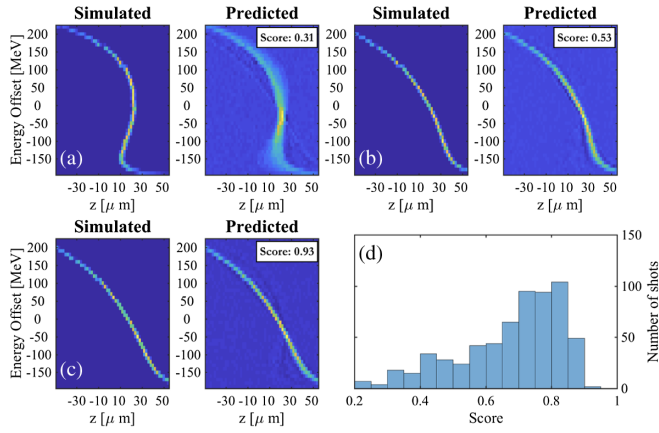 Simulated Predicted Simulated Predicted
Score: 0.31 Score: 0.53
Energy Offset [MeV]
200 200 200 200
150 150 150 150
100 100 100 100
50 50 50 50
0 0 0 0
-50 -50 -50 -50
-100 -100 -100 -100
-150 -150 -150 -150
(a) (b)
-30 -10 10 30 50 -30 -10 10 30 50 -30 -10 10 30 50 -30 -10 10 30 50
z [μ m] z [μ m] z [μ m] z [μ m]
Simulated Predicted
Score: 0.93
Energy Offset [MeV]
200 200
150 150
100 100
50 50
0 0
-50 -50
-100 -100
-150 -150
(c)
-30 -10 10 30 50 -30 -10 10 30 50
z [μ m] z [μ m]
(d)
150
100
50
0
Number of shots
0.2 0.4 0.6 0.8 1
Score